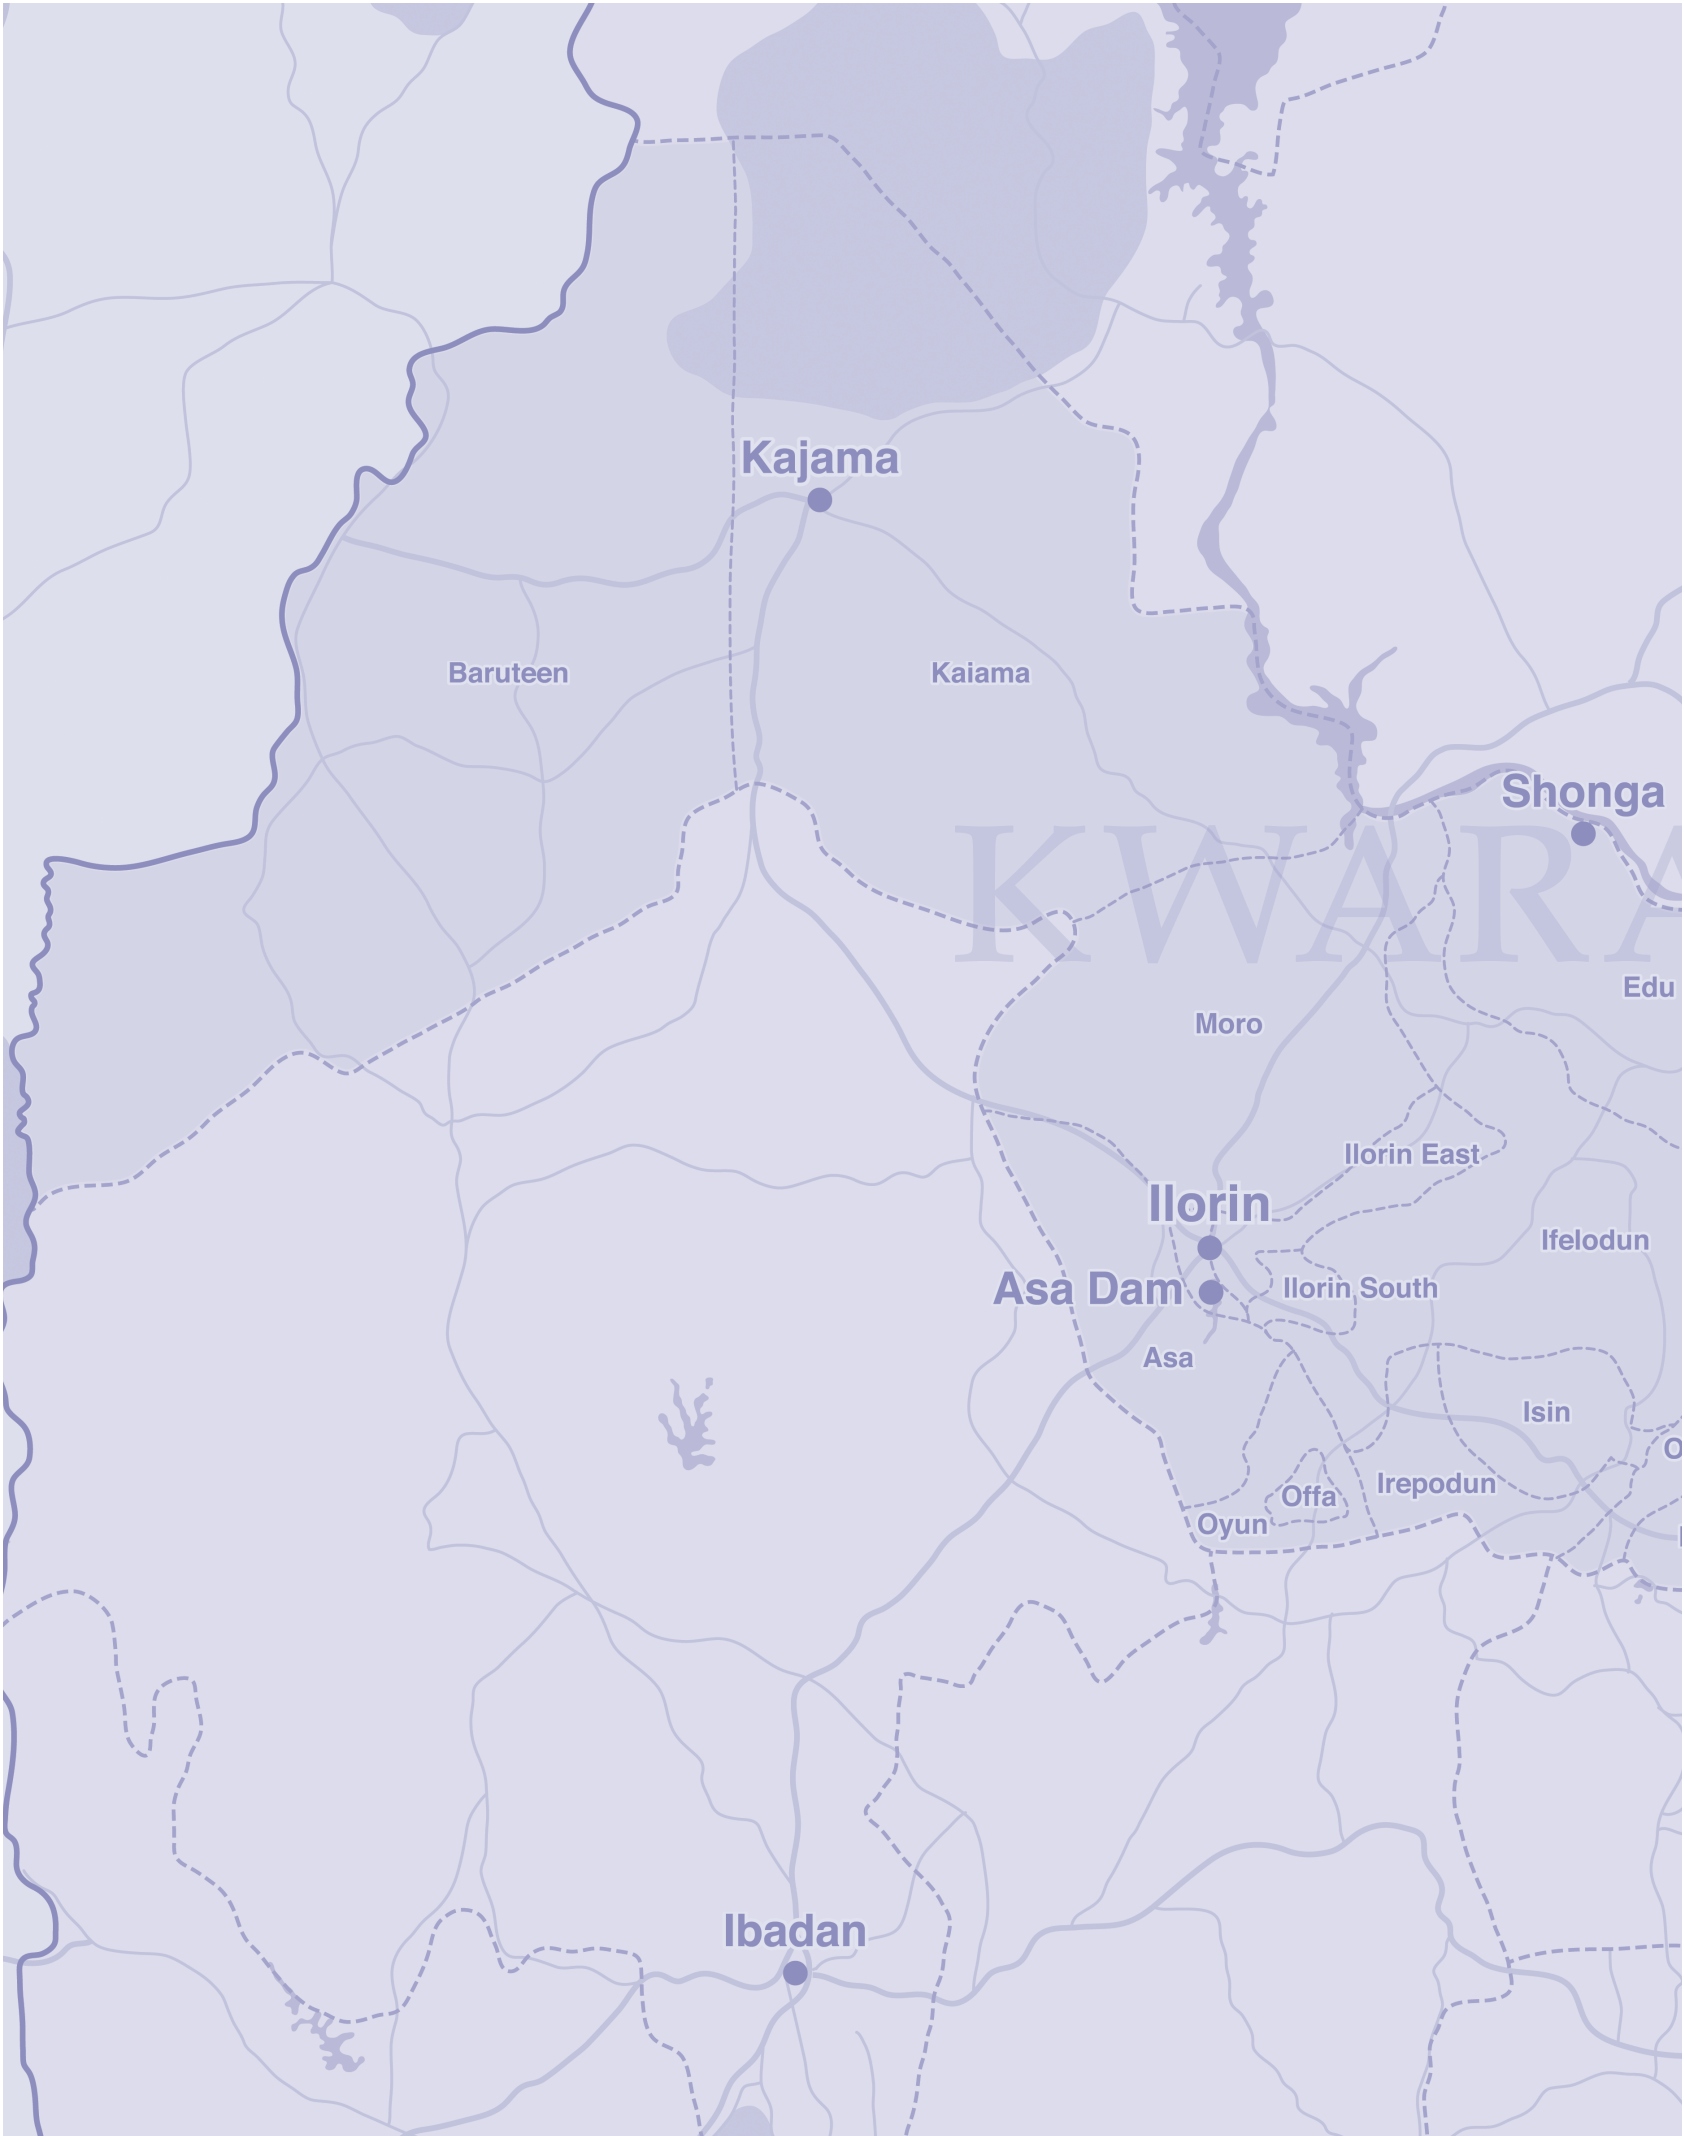 Kajama
Baruteen
Kaiama
Shonga
KWARA
Edu
Moro
Ilorin East
Ilorin
Ifelodun
Asa Dam
Ilorin South
Asa
Isin
O
Irepodun
Offa
Oyun
Ibadan